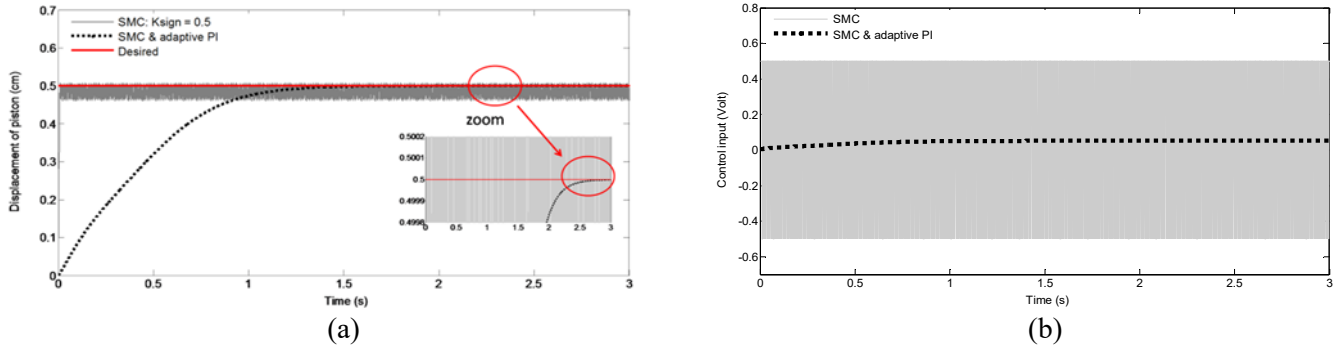 0.7
SMC: Ksign = 0.5
SMC & adaptive PI
Desired
0.6
0.5
0.4
0.3
0.2
0.1
0
Displacement of piston (cm)
zoom
0.5002
0.5001
0.5
0.4999
0.4998
0 0.5 1 1.5 2 2.5 3
0 0.5 1 1.5 2 2.5 3
Time (s)
(a)
0.8
SMC
SMC & adaptive PI
0.6
0.4
0.2
0
-0.2
-0.4
-0.6
Control input (Volt)
0 0.5 1 1.5 2 2.5 3
Time (s)
(b)